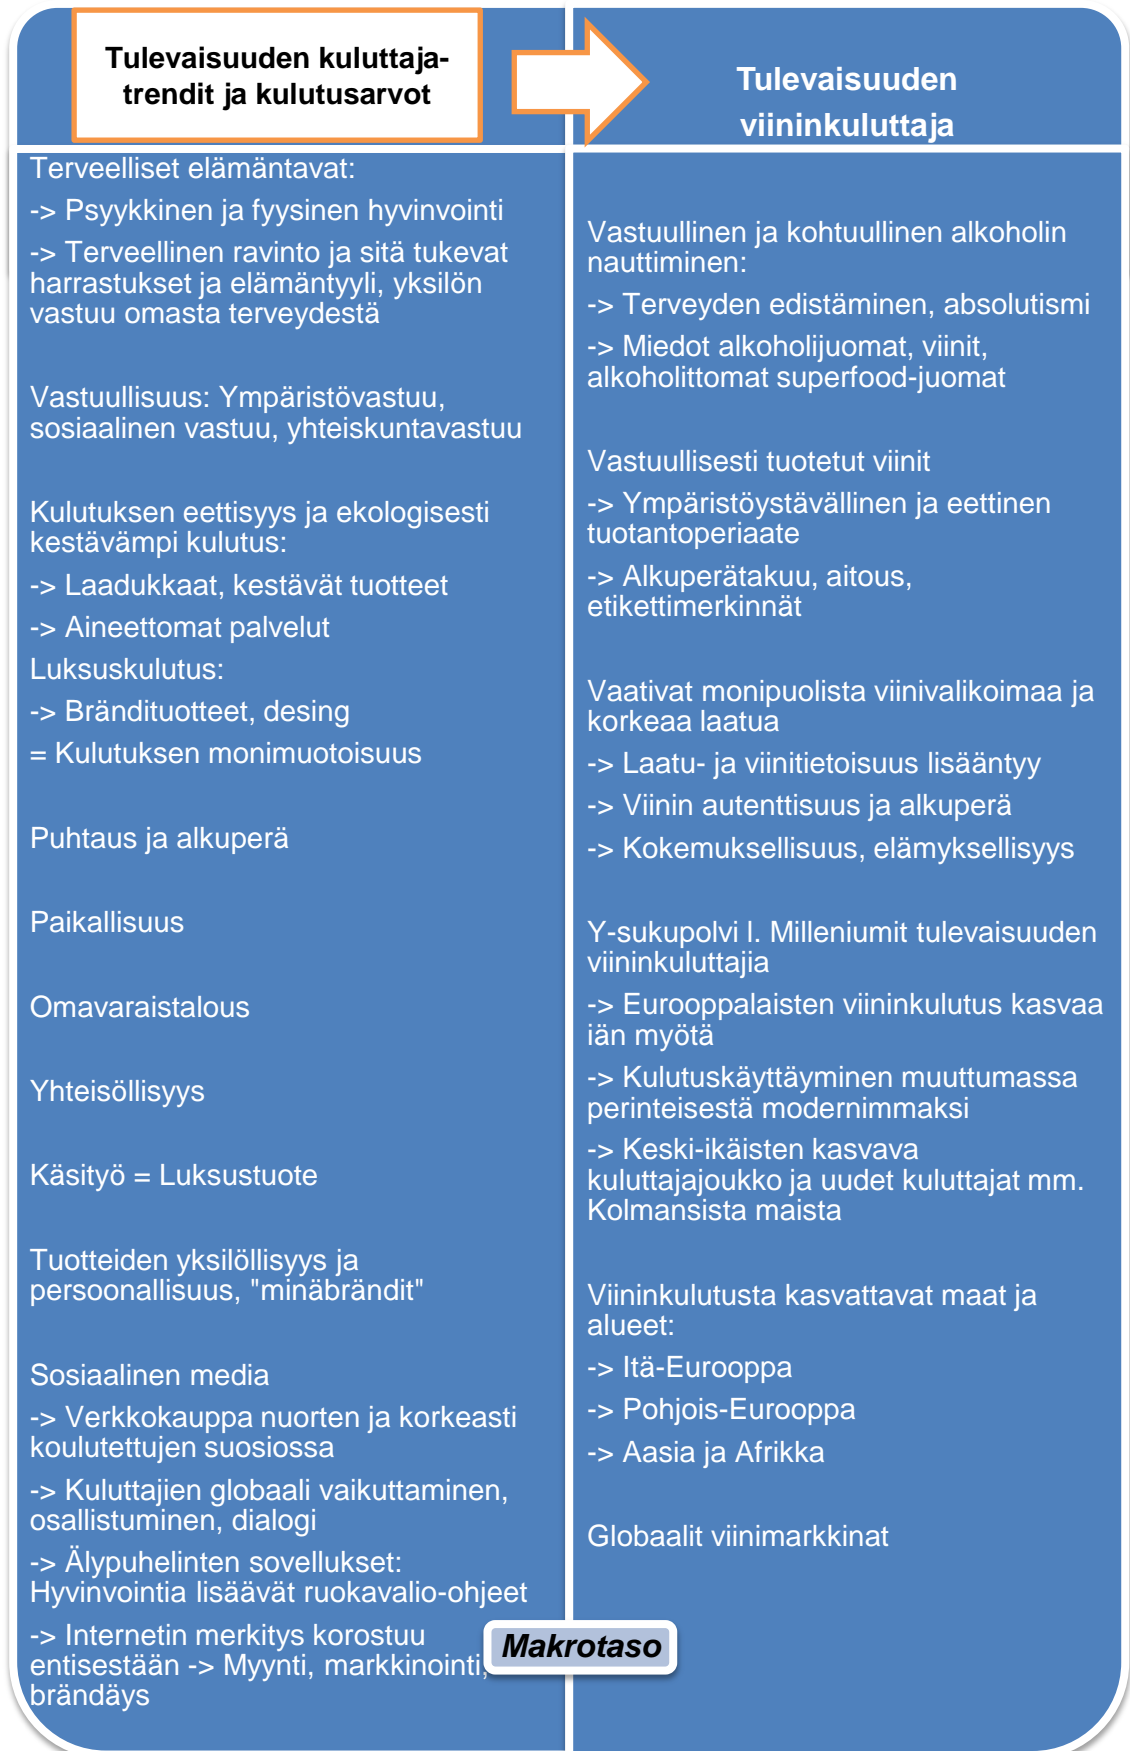 Tulevaisuuden kuluttaja-
trendit ja kulutusarvot
Tulevaisuuden
viininkuluttaja
Terveelliset elämäntavat:
-> Psyykkinen ja fyysinen hyvinvointi
-> Terveellinen ravinto ja sitä tukevat
harrastukset ja elämäntyyli, yksilön
vastuu omasta terveydestä
Vastuullisuus: Ympäristövastuu,
sosiaalinen vastuu, yhteiskuntavastuu
Kulutuksen eettisyys ja ekologisesti
kestävämpi kulutus:
-> Laadukkaat, kestävät tuotteet
-> Aineettomat palvelut
Luksuskulutus:
-> Brändituotteet, desing
= Kulutuksen monimuotoisuus
Puhtaus ja alkuperä
Paikallisuus
Omavaraistalous
Yhteisöllisyys
Käsityö = Luksustuote
Tuotteiden yksilöllisyys ja
persoonallisuus, "minäbrändit"
Sosiaalinen media
-> Verkkokauppa nuorten ja korkeasti
koulutettujen suosiossa
-> Kuluttajien globaali vaikuttaminen,
osallistuminen, dialogi
-> Älypuhelinten sovellukset:
Hyvinvointia lisäävät ruokavalio-ohjeet
-> Internetin merkitys korostuu
entisestään -> Myynti, markkinointi,
brändäys
Vastuullinen ja kohtuullinen alkoholin
nauttiminen:
-> Terveyden edistäminen, absolutismi
-> Miedot alkoholijuomat, viinit,
alkoholittomat superfood-juomat
Vastuullisesti tuotetut viinit
-> Ympäristöystävällinen ja eettinen
tuotantoperiaate
-> Alkuperätakuu, aitous,
etikettimerkinnät
Vaativat monipuolista viinivalikoimaa ja
korkeaa laatua
-> Laatu- ja viinitietoisuus lisääntyy
-> Viinin autenttisuus ja alkuperä
-> Kokemuksellisuus, elämyksellisyys
Y-sukupolvi l. Milleniumit tulevaisuuden
viininkuluttajia
-> Eurooppalaisten viininkulutus kasvaa
iän myötä
-> Kulutuskäyttäyminen muuttumassa
perinteisestä modernimmaksi
-> Keski-ikäisten kasvava
kuluttajajoukko ja uudet kuluttajat mm.
Kolmansista maista
Viininkulutusta kasvattavat maat ja
alueet:
-> Itä-Eurooppa
-> Pohjois-Eurooppa
-> Aasia ja Afrikka
Globaalit viinimarkkinat
Makrotaso